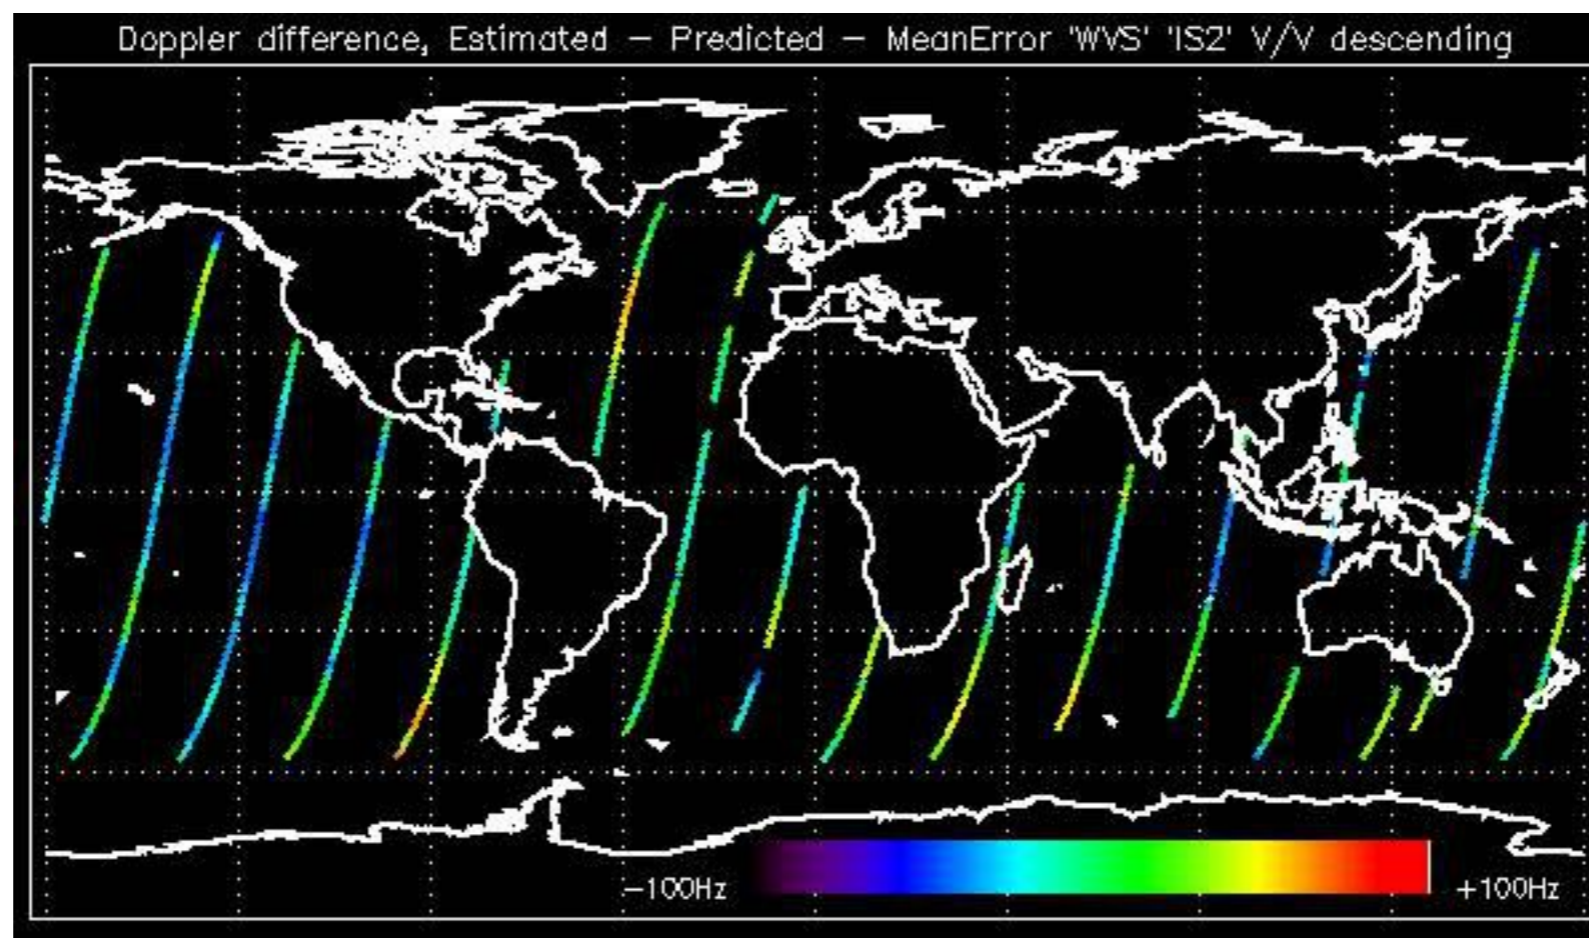 Doppler difference, Estimated – Predicted – MeanError 'WVS' 'IS2' V/V descending
–100Hz +100Hz